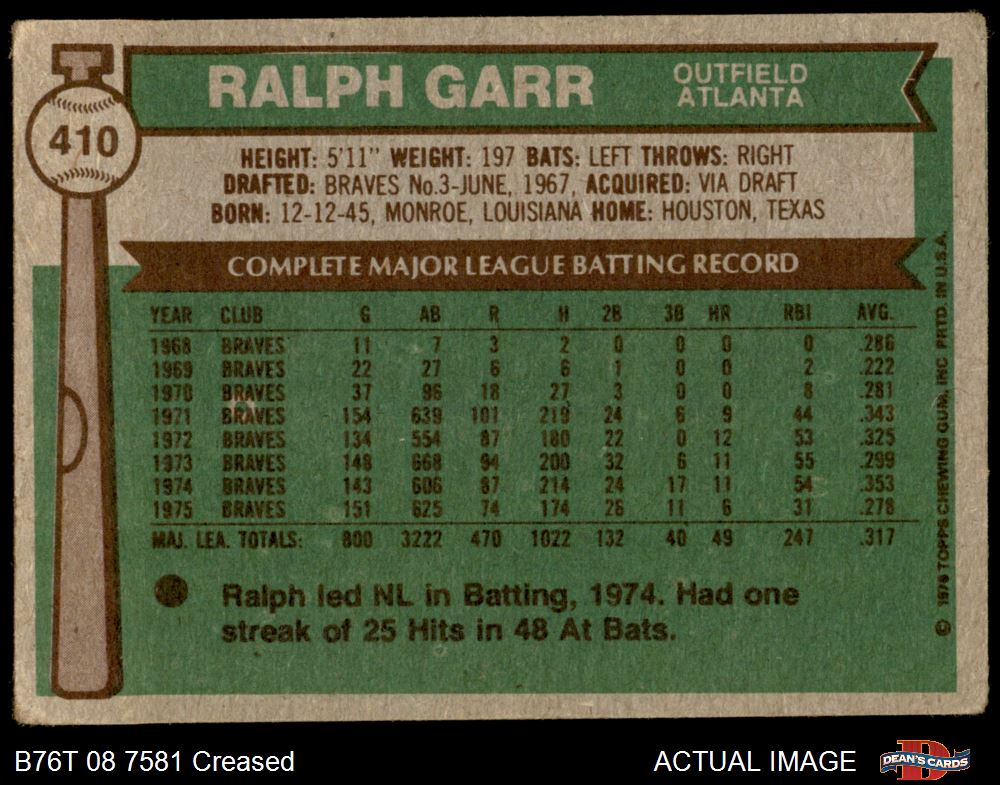 410
RALPH GARR
OUTFIELD
ATLANTA
HEIGHT: 5'11" WEIGHT: 197 BATS: LEFT THROWS: RIGHT
DRAFTED: BRAVES No.3-JUNE, 1967, ACQUIRED: VIA DRAFT
BORN: 12-12-45, MONROE, LOUISIANA HOME: HOUSTON, TEXAS
COMPLETE MAJOR LEAGUE BATTING RECORD
YEAR CLUB G AB R H 2B 3B HR RBI AVG.
1968 BRAVES 11 7 3 2 0 0 0 0 .286
1969 BRAVES 22 27 6 6 1 0 0 2 .222
1970 BRAVES 37 96 18 27 3 0 0 8 .281
1971 BRAVES 154 639 101 219 24 6 9 44 .343
1972 BRAVES 134 554 87 180 22 0 12 53 .325
1973 BRAVES 148 668 94 200 32 6 11 55 .299
1974 BRAVES 143 606 87 214 24 17 11 54 .353
1975 BRAVES 151 625 74 174 26 11 6 31 .278
MAJ. LEA. TOTALS: 800 3222 470 1022 132 40 49 247 .317
Ralph led NL in Batting, 1974. Had one
streak of 25 Hits in 48 At Bats.
© 1976 TOPPS CHEWING GUM, INC. PRTD. IN U.S.A.
B76T 08 7581 Creased
ACTUAL IMAGE
DEAN'S CARDS